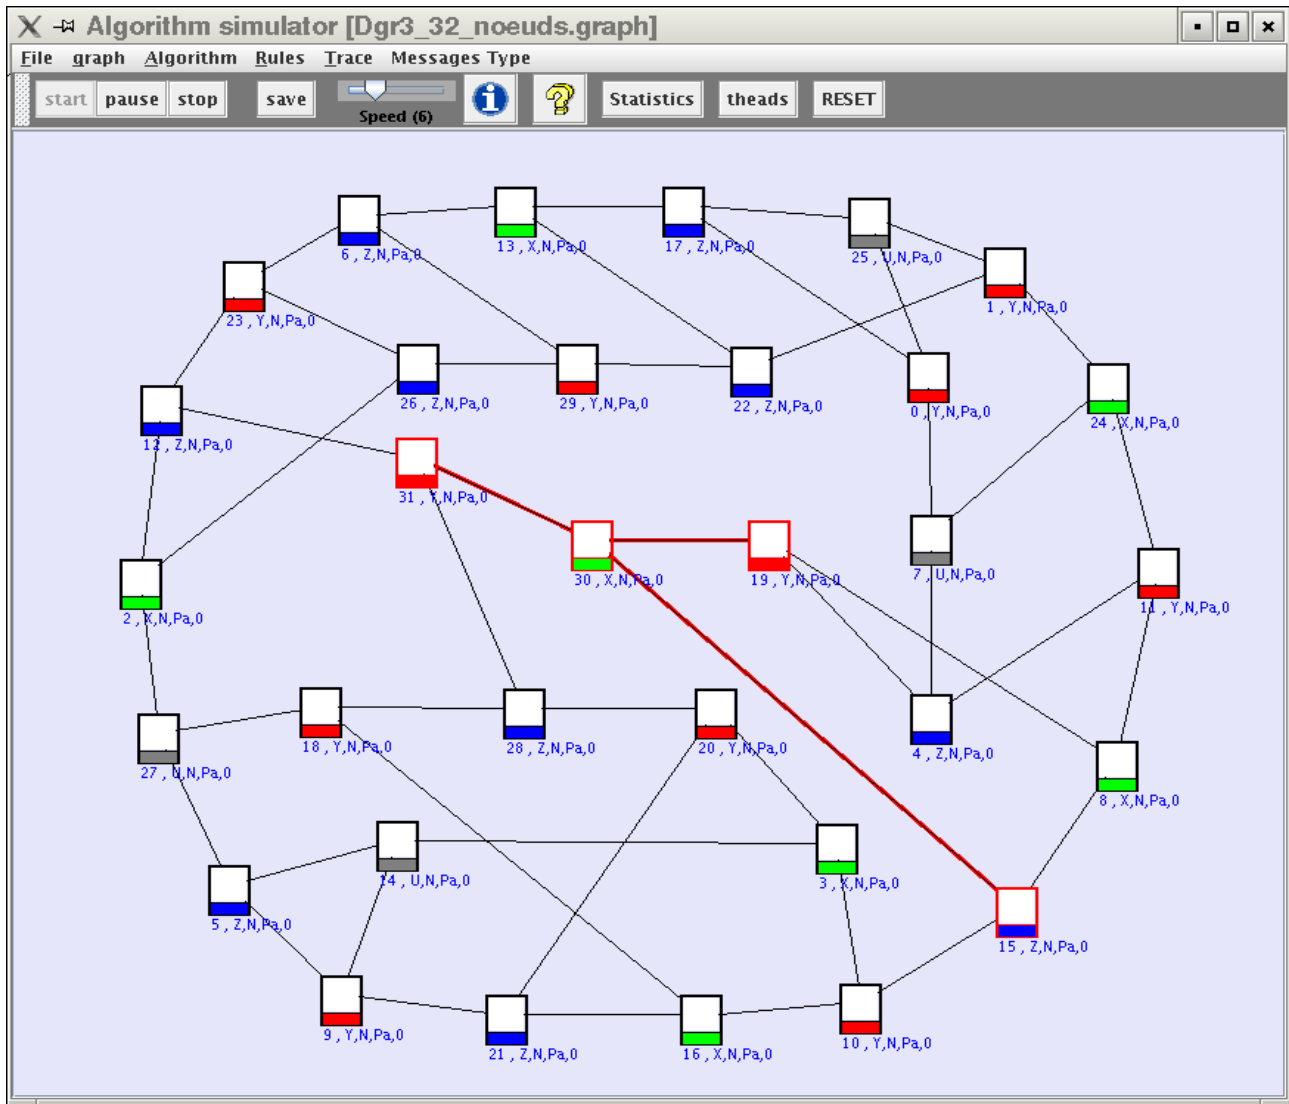 Algorithm simulator [Dgr3_32_noeuds.graph]
File graph Algorithm Rules Trace Messages Type
start pause stop save Speed (6) i ? Statistics theads RESET
13 , X,N,Pa,0
17 , Z,N,Pa,0
6 , Z,N,Pa,0
25 , U,N,Pa,0
1 , Y,N,Pa,0
23 , Y,N,Pa,0
26 , Z,N,Pa,0
29 , Y,N,Pa,0
22 , Z,N,Pa,0
0 , Y,N,Pa,0
24 , X,N,Pa,0
12 , Z,N,Pa,0
31 , Y,N,Pa,0
30 , X,N,Pa,0
19 , Y,N,Pa,0
7 , U,N,Pa,0
11 , Y,N,Pa,0
2 , X,N,Pa,0
18 , Y,N,Pa,0
28 , Z,N,Pa,0
20 , Y,N,Pa,0
4 , Z,N,Pa,0
27 , U,N,Pa,0
8 , X,N,Pa,0
14 , U,N,Pa,0
3 , X,N,Pa,0
5 , Z,N,Pa,0
15 , Z,N,Pa,0
9 , Y,N,Pa,0
21 , Z,N,Pa,0
16 , X,N,Pa,0
10 , Y,N,Pa,0